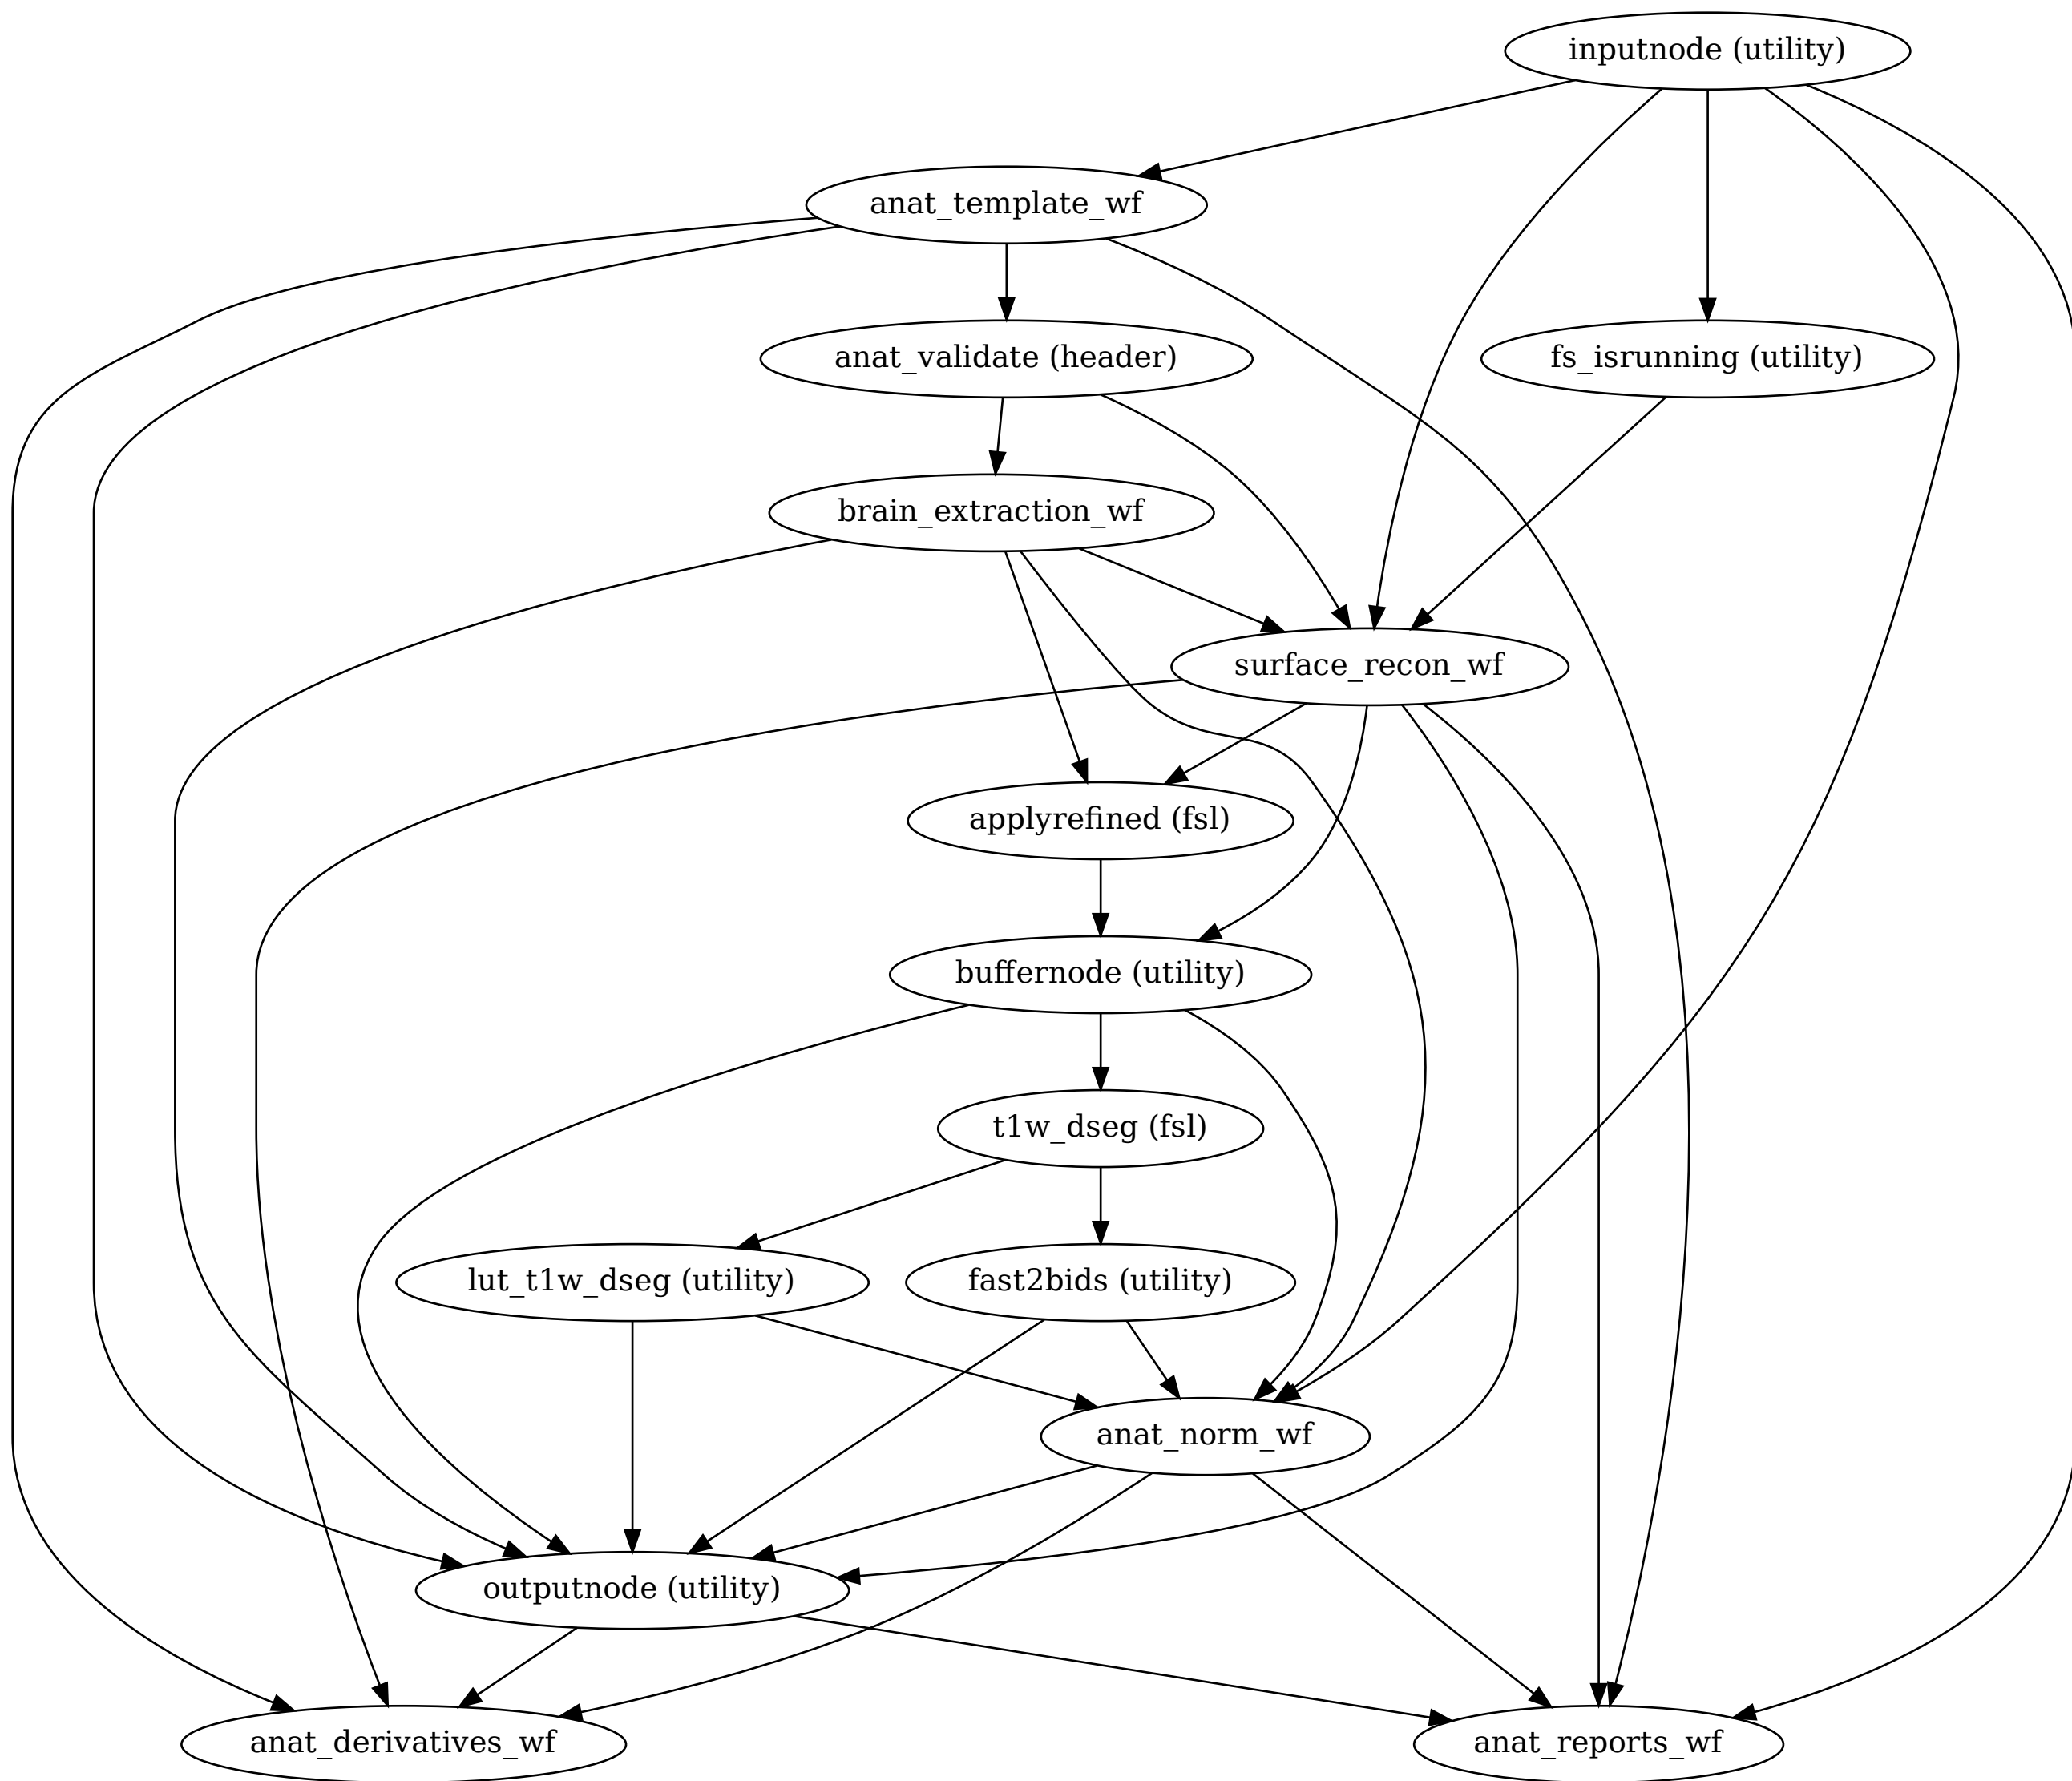 inputnode (utility)
anat_template_wf
anat_validate (header)
fs_isrunning (utility)
brain_extraction_wf
surface_recon_wf
applyrefined (fsl)
buffernode (utility)
t1w_dseg (fsl)
lut_t1w_dseg (utility)
fast2bids (utility)
anat_norm_wf
outputnode (utility)
anat_derivatives_wf
anat_reports_wf